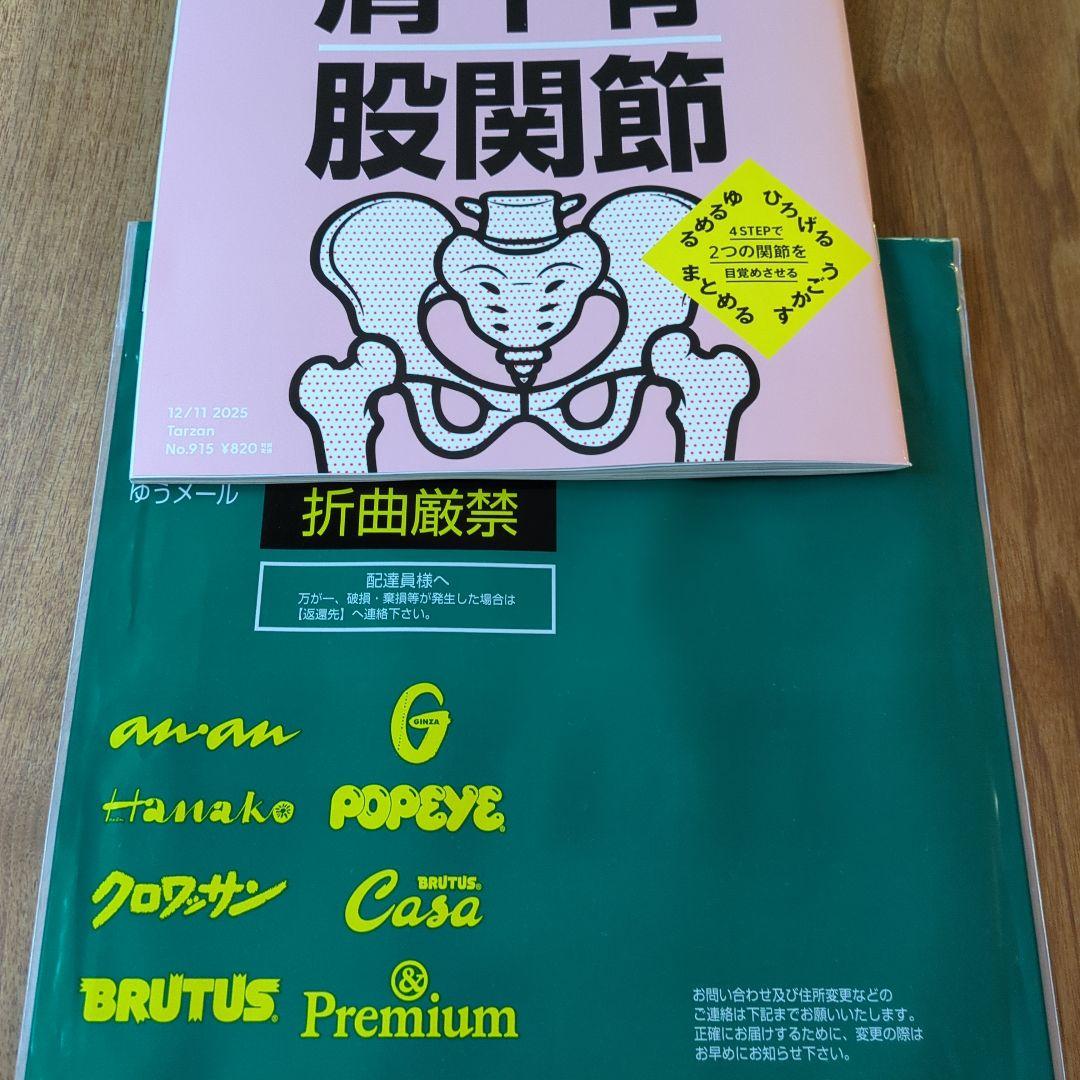 肩甲骨
股関節
ゆるめる
ひろげる
4STEPで
2つの関節を
目覚めさせる
まとめる
うごかす
12/11 2025
Tarzan
No.915 ¥820
ゆうメール
折曲厳禁
配達員様へ
万が一、破損・棄損等が発生した場合は
【返還先】へ連絡下さい。
an・an
GINZA
Hanako
POPEYE
クロワッサン
BRUTUS
Casa
BRUTUS
&
Premium
お問い合わせ及び住所変更などの
ご連絡は下記までお願いいたします。
正確にお届けするために、変更の際は
お早めにお知らせ下さい。